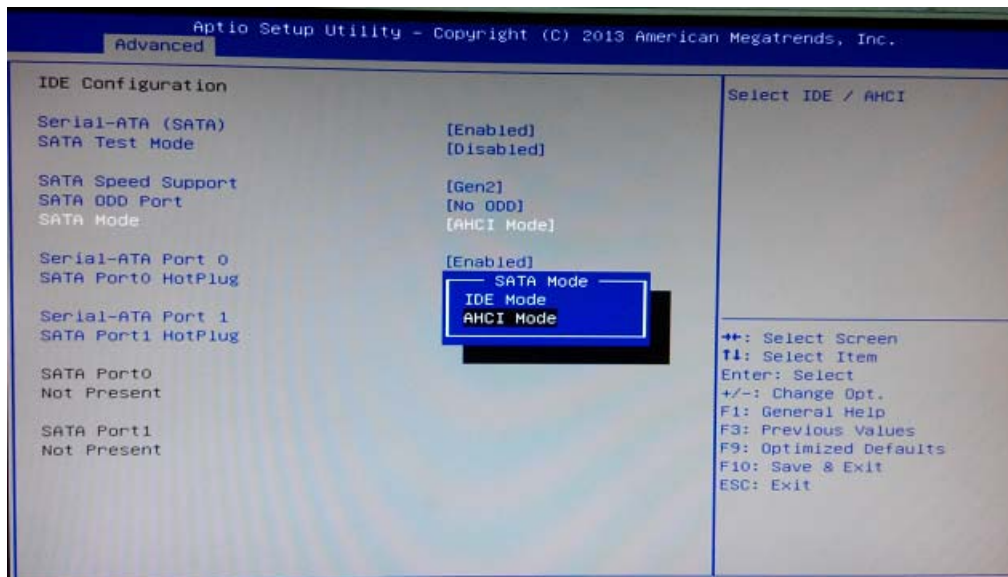 Aptio Setup Utility – Copyright (C) 2013 American Megatrends, Inc.
Advanced
IDE Configuration
Serial-ATA (SATA) [Enabled]
SATA Test Mode [Disabled]
SATA Speed Support [Gen2]
SATA ODD Port [No ODD]
SATA Mode [AHCI Mode]
Serial-ATA Port 0 [Enabled]
SATA Port0 HotPlug
Serial-ATA Port 1
SATA Port1 HotPlug
SATA Port0
Not Present
SATA Port1
Not Present
SATA Mode
IDE Mode
AHCI Mode
Select IDE / AHCI
→←: Select Screen
↑↓: Select Item
Enter: Select
+/-: Change Opt.
F1: General Help
F3: Previous Values
F9: Optimized Defaults
F10: Save & Exit
ESC: Exit